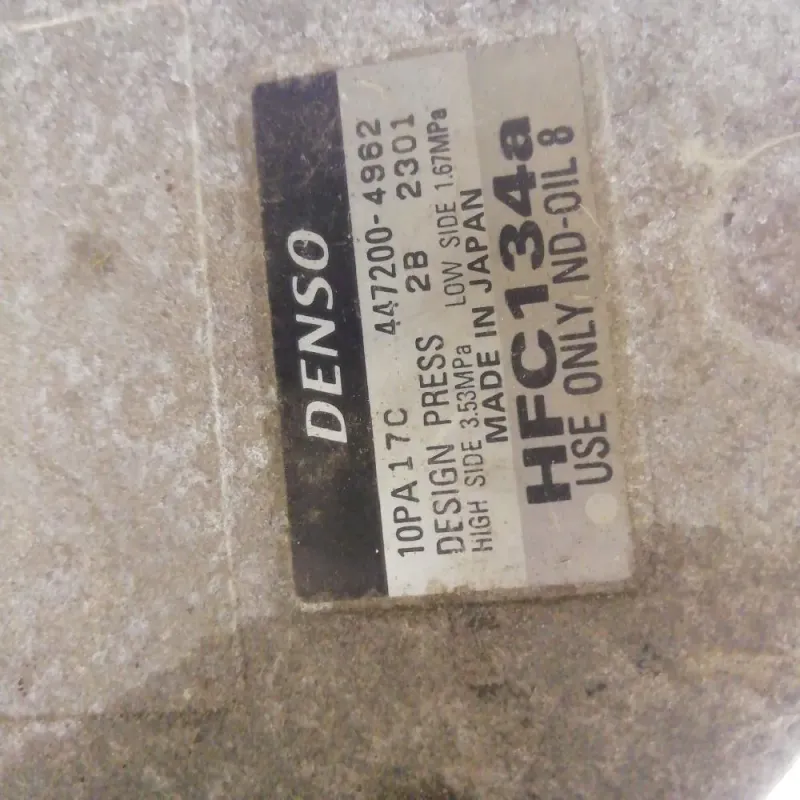 DENSO
10PA17C 447200-4962
DESIGN PRESS 2B 2301
HIGH SIDE 3.53MPa LOW SIDE 1.67MPa
MADE IN JAPAN
HFC134a
USE ONLY ND-OIL 8